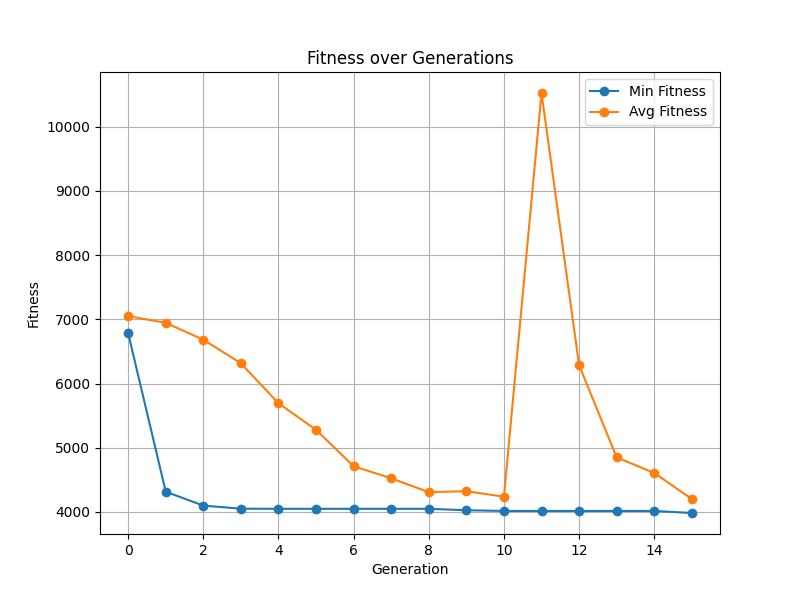 Fitness over Generations
Min Fitness
Avg Fitness
10000
9000
8000
7000
6000
5000
4000
Fitness
0 2 4 6 8 10 12 14
Generation